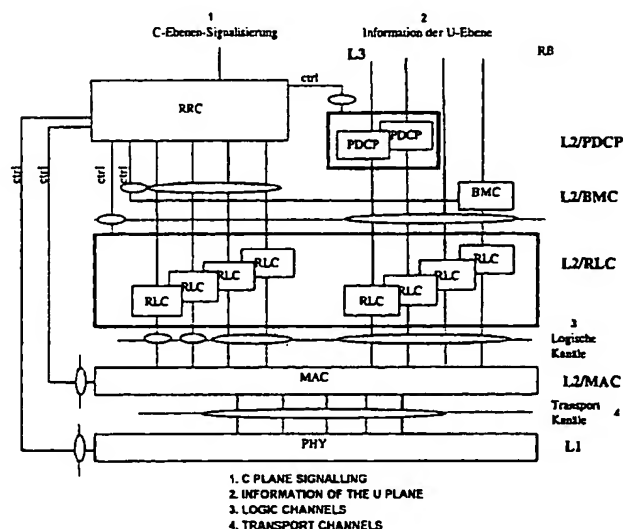 1
C-Ebenen-Signalisierung
2
Information der U-Ebene
L3
RB
ctrl
RRC
PDCP
PDCP
L2/PDCP
ctrl
ctrl
ctrl
ctrl
BMC
L2/BMC
RLC
RLC
RLC
RLC
RLC
RLC
RLC
RLC
L2/RLC
3
Logische
Kanäle
MAC
L2/MAC
Transport
Kanäle 4
PHY
L1
1. C PLANE SIGNALLING
2. INFORMATION OF THE U PLANE
3. LOGIC CHANNELS
4. TRANSPORT CHANNELS